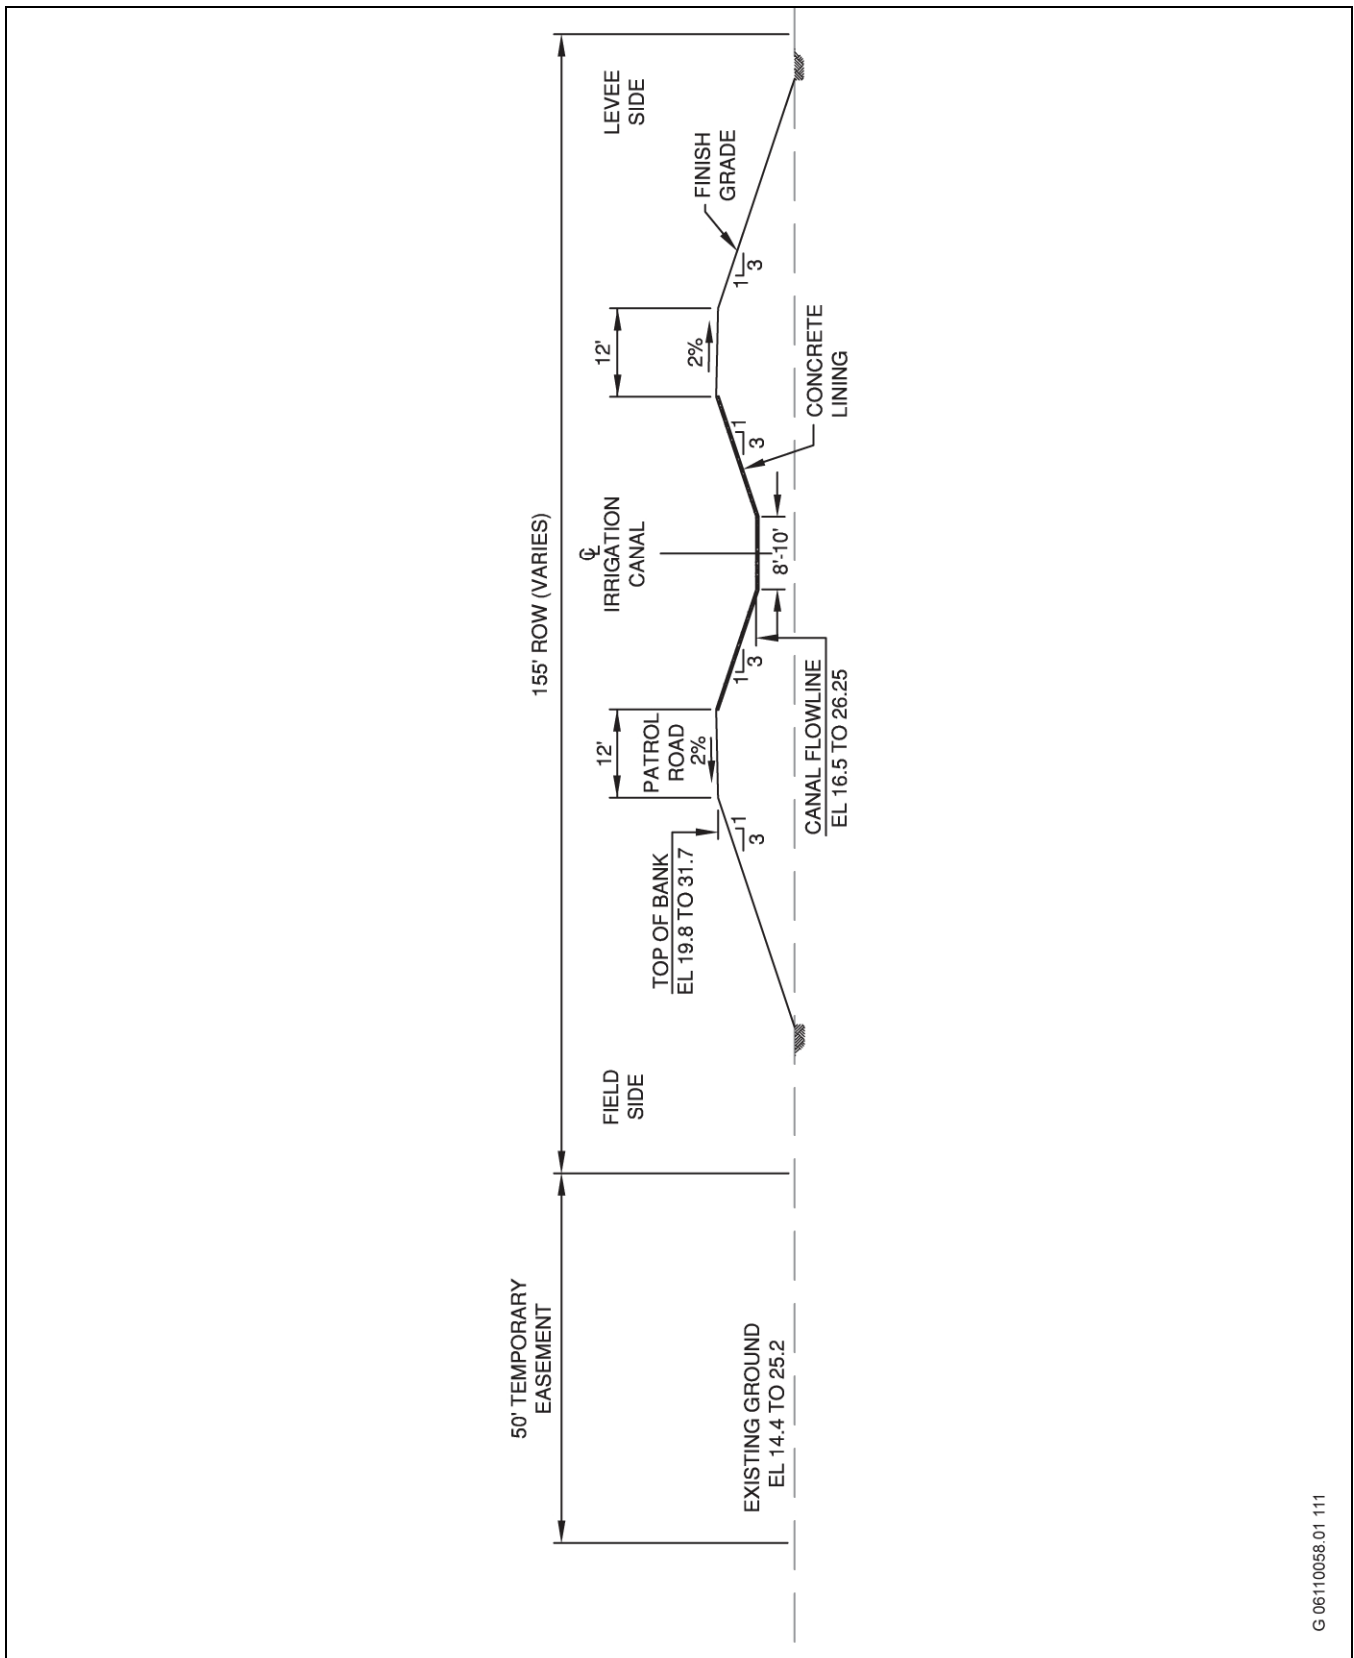 155' ROW (VARIES)
50' TEMPORARY
EASEMENT
FIELD
SIDE
TOP OF BANK
EL 19.8 TO 31.7
12'
PATROL
ROAD
2%
℄
IRRIGATION
CANAL
12'
2%
LEVEE
SIDE
FINISH
GRADE
1
3
1
3
1
3
1
3
8'-10'
CONCRETE
LINING
CANAL FLOWLINE
EL 16.5 TO 26.25
EXISTING GROUND
EL 14.4 TO 25.2
G 06110058.01 111